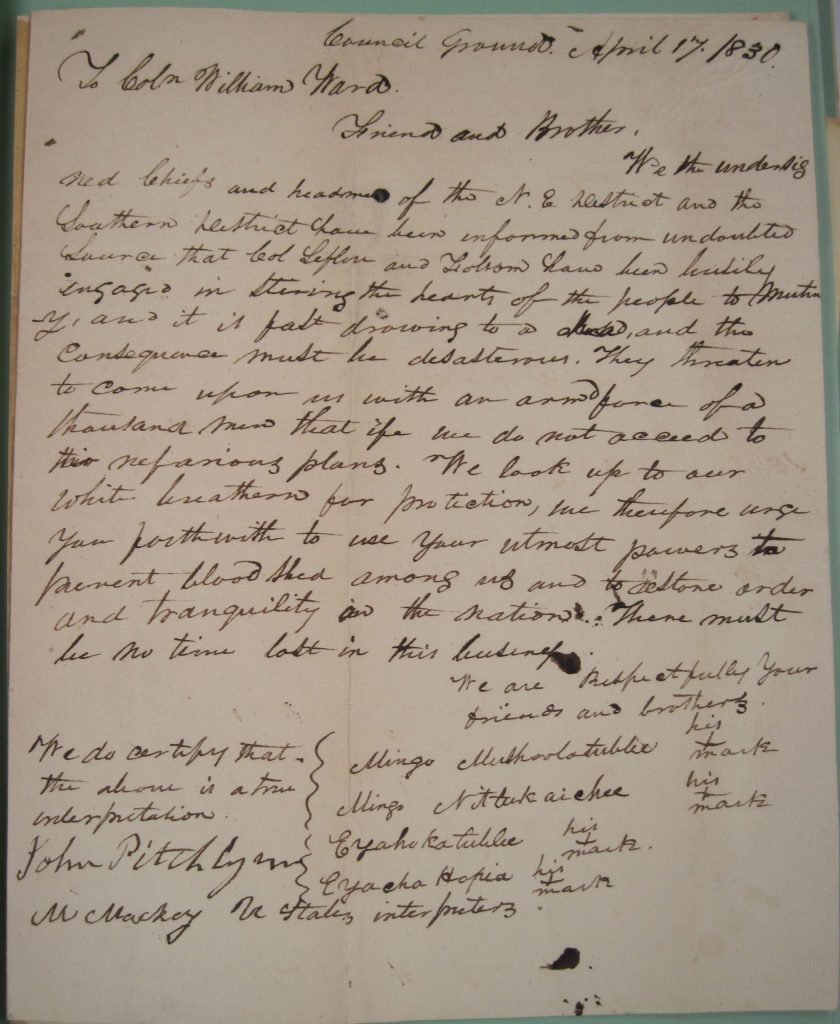 Council Ground. April 17. 1830.
To Coln William Ward.
Friend and Brother.
We the undersig
ned Chiefs and headmen of the N. E District and the
Southern District have been informed from undoubted
Source that Col Leflore and Folsom have been busily
engaged in stering the hearts of the people to Mutin
y, and it is fast drawing to a head, and the
consequence must be desasterous. They threaten
to come upon us with an armd force of a
thousand men that ife we do not acceed to
nefarious plans. We look up to our
white breathern for protiction, we therefore urge
you forthwith to use your utmost powers to
prevent blood shed among us and to restore order
and tranquility in the nation. There must
be no time lost in this business.
We are Respectfully Your
friends and brothers.
We do certify that
the above is a true
interpretation.
John Pitchlynn
M Mackey U States interpreters
Mingo Mushoolatubbee his + mark
Mingo Nittukaichee his + mark
Eyahokatubbee his + mark.
Eyacha Hopia his + mark